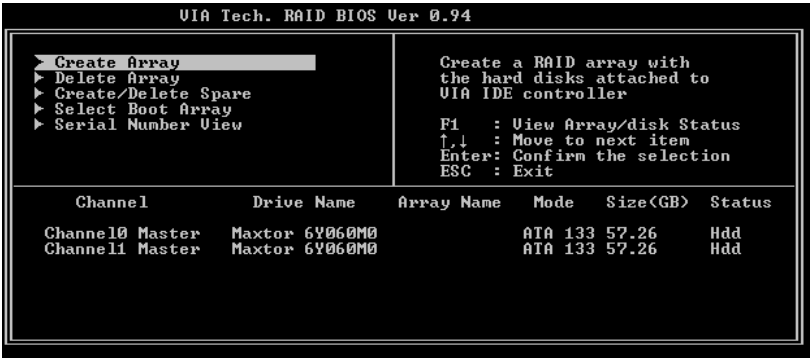 VIA Tech. RAID BIOS Ver 0.94
► Create Array
► Delete Array
► Create/Delete Spare
► Select Boot Array
► Serial Number View
Create a RAID array with
the hard disks attached to
VIA IDE controller
F1 : View Array/disk Status
↑,↓ : Move to next item
Enter: Confirm the selection
ESC : Exit
Channel Drive Name Array Name Mode Size(GB) Status
Channel0 Master Maxtor 6Y060M0 ATA 133 57.26 Hdd
Channel1 Master Maxtor 6Y060M0 ATA 133 57.26 Hdd